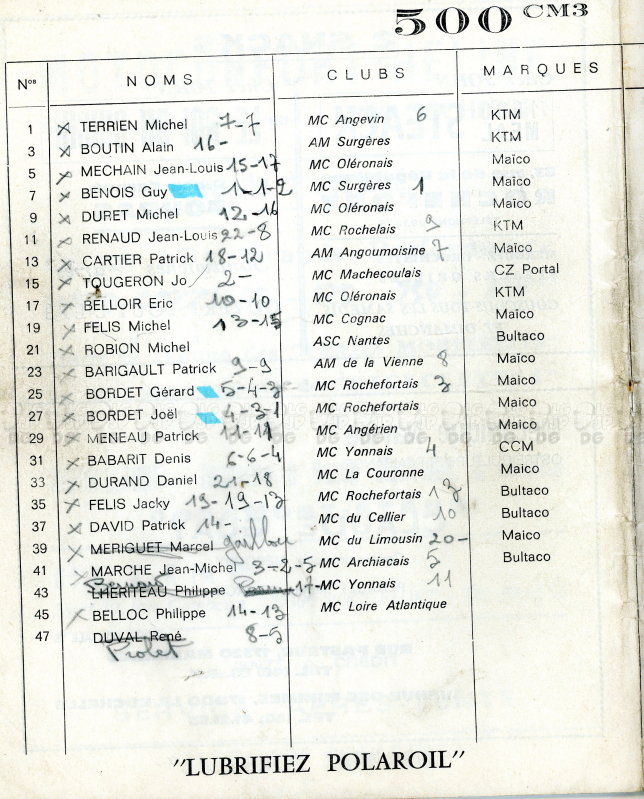 500 CM3
Nos NOMS CLUBS MARQUES
1 x TERRIEN Michel 7-7 MC Angevin 6 KTM
3 x BOUTIN Alain 16- AM Surgères KTM
5 x MECHAIN Jean-Louis 15-17 MC Oléronais Maïco
7 x BENOIS Guy 1-1-2 MC Surgères 1 Maïco
9 x DURET Michel 12-16 MC Oléronais Maïco
11 x RENAUD Jean-Louis 22-8 MC Rochelais 9 KTM
13 x CARTIER Patrick 18-12 AM Angoumoisine 7 Maïco
15 x TOUGERON Jo 2- MC Machecoulais CZ Portal
17 x BELLOIR Eric 10-10 MC Oléronais KTM
19 x FELIS Michel 13-15 MC Cognac Maïco
21 x ROBION Michel ASC Nantes Bultaco
23 x BARIGAULT Patrick 9-9 AM de la Vienne 8 Maïco
25 x BORDET Gérard 5-4-3 MC Rochefortais 3 Maico
27 x BORDET Joël 4-3-1 MC Rochefortais Maico
29 x MENEAU Patrick 11-11 MC Angérien Maico
31 x BABARIT Denis 6-6-4 MC Yonnais 4 CCM
33 x DURAND Daniel 21-18 MC La Couronne Maico
35 x FELIS Jacky 19-19-13 MC Rochefortais 13 Bultaco
37 x DAVID Patrick 14- MC du Cellier 10 Bultaco
39 x MERIGUET Marcel MC du Limousin 20- Maico
41 x MARCHE Jean-Michel 3-2-5 MC Archiacais 5 Bultaco
43 LHERITEAU Philippe 17- MC Yonnais 11
45 x BELLOC Philippe 14-13 MC Loire Atlantique
47 DUVAL René 8-5
Piolet
"LUBRIFIEZ POLAROIL"